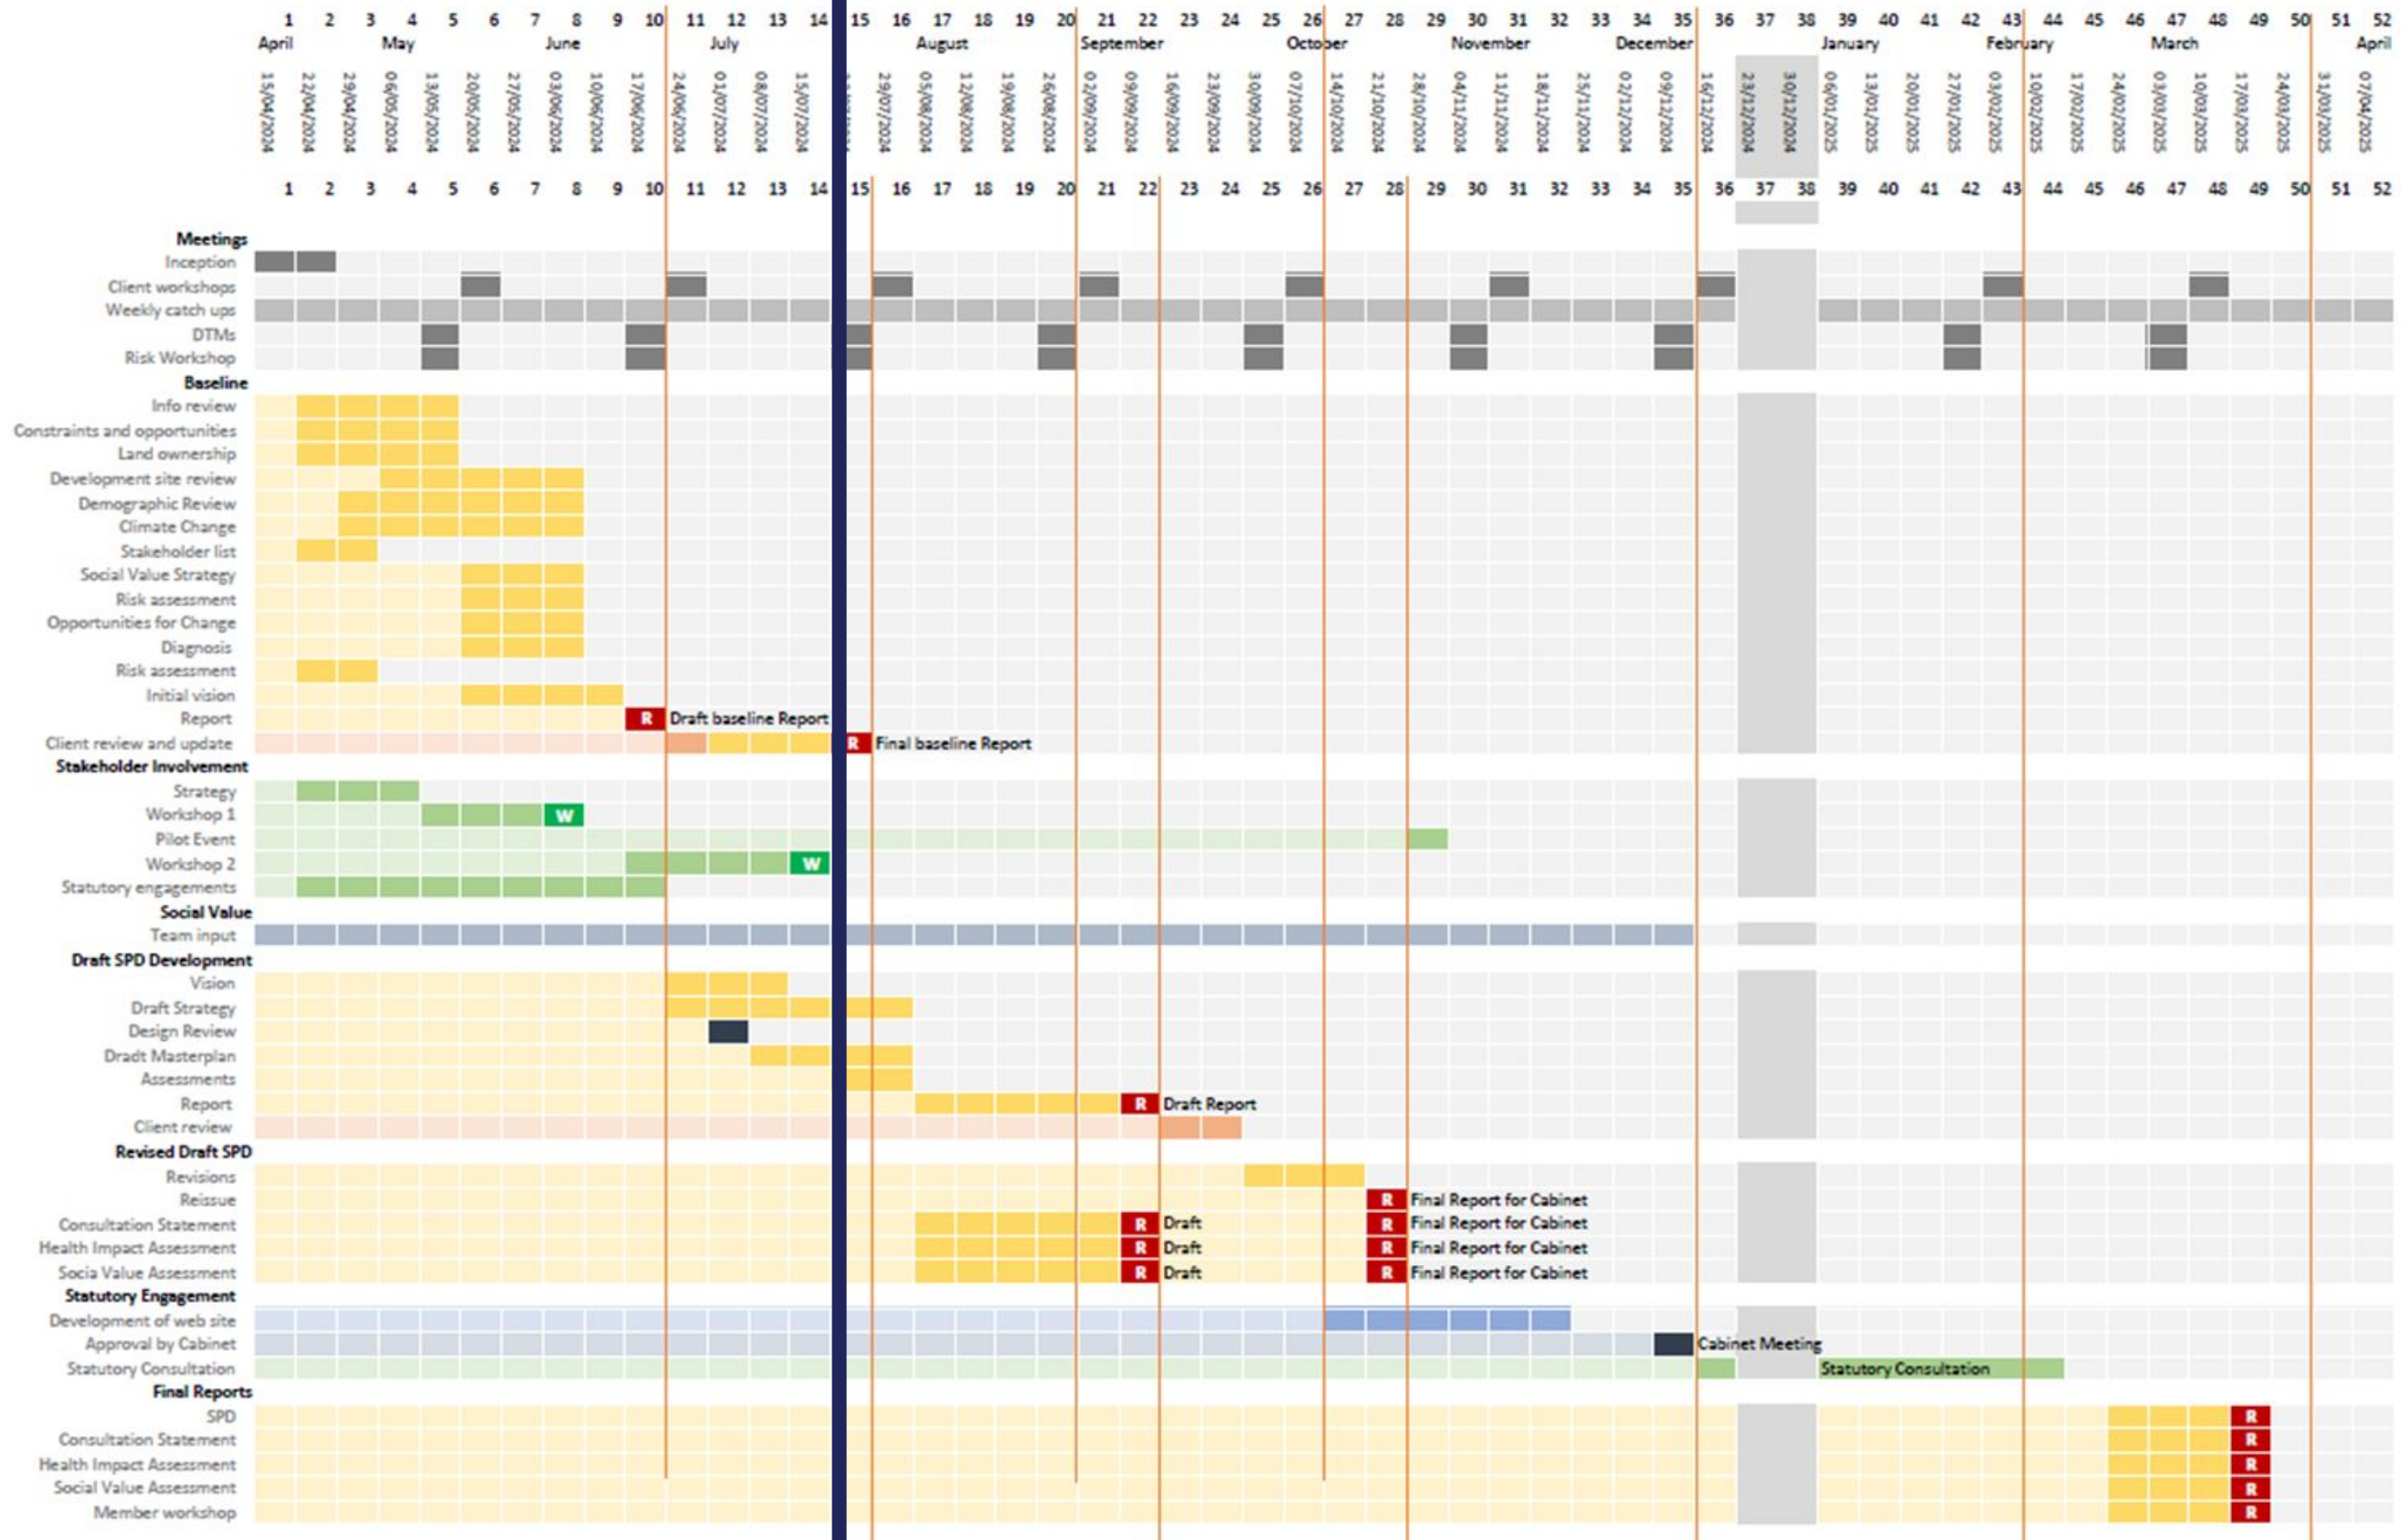 1 2 3 4 5 6 7 8 9 10 11 12 13 14 15 16 17 18 19 20 21 22 23 24 25 26 27 28 29 30 31 32 33 34 35 36 37 38 39 40 41 42 43 44 45 46 47 48 49 50 51 52
April May June July August September October November December January February March April
15/04/2024 22/04/2024 29/04/2024 06/05/2024 13/05/2024 20/05/2024 27/05/2024 03/06/2024 10/06/2024 17/06/2024 24/06/2024 01/07/2024 08/07/2024 15/07/2024 29/07/2024 05/08/2024 12/08/2024 19/08/2024 26/08/2024 02/09/2024 09/09/2024 16/09/2024 23/09/2024 30/09/2024 07/10/2024 14/10/2024 21/10/2024 28/10/2024 04/11/2024 11/11/2024 18/11/2024 25/11/2024 02/12/2024 09/12/2024 16/12/2024 23/12/2024 30/12/2024 06/01/2025 13/01/2025 20/01/2025 27/01/2025 03/02/2025 10/02/2025 17/02/2025 24/02/2025 03/03/2025 10/03/2025 17/03/2025 24/03/2025 31/03/2025 07/04/2025
1 2 3 4 5 6 7 8 9 10 11 12 13 14 15 16 17 18 19 20 21 22 23 24 25 26 27 28 29 30 31 32 33 34 35 36 37 38 39 40 41 42 43 44 45 46 47 48 49 50 51 52
Meetings
Inception
Client workshops
Weekly catch ups
DTMs
Risk Workshop
Baseline
Info review
Constraints and opportunities
Land ownership
Development site review
Demographic Review
Climate Change
Stakeholder list
Social Value Strategy
Risk assessment
Opportunities for Change
Diagnosis
Risk assessment
Initial vision
Report R Draft baseline Report
Client review and update R Final baseline Report
Stakeholder Involvement
Strategy
Workshop 1 W
Pilot Event
Workshop 2 W
Statutory engagements
Social Value
Team input
Draft SPD Development
Vision
Draft Strategy
Design Review
Dradt Masterplan
Assessments
Report R Draft Report
Client review
Revised Draft SPD
Revisions
Reissue R Final Report for Cabinet
Consultation Statement R Draft R Final Report for Cabinet
Health Impact Assessment R Draft R Final Report for Cabinet
Socia Value Assessment R Draft R Final Report for Cabinet
Statutory Engagement
Development of web site
Approval by Cabinet Cabinet Meeting
Statutory Consultation Statutory Consultation
Final Reports
SPD R
Consultation Statement R
Health Impact Assessment R
Social Value Assessment R
Member workshop R